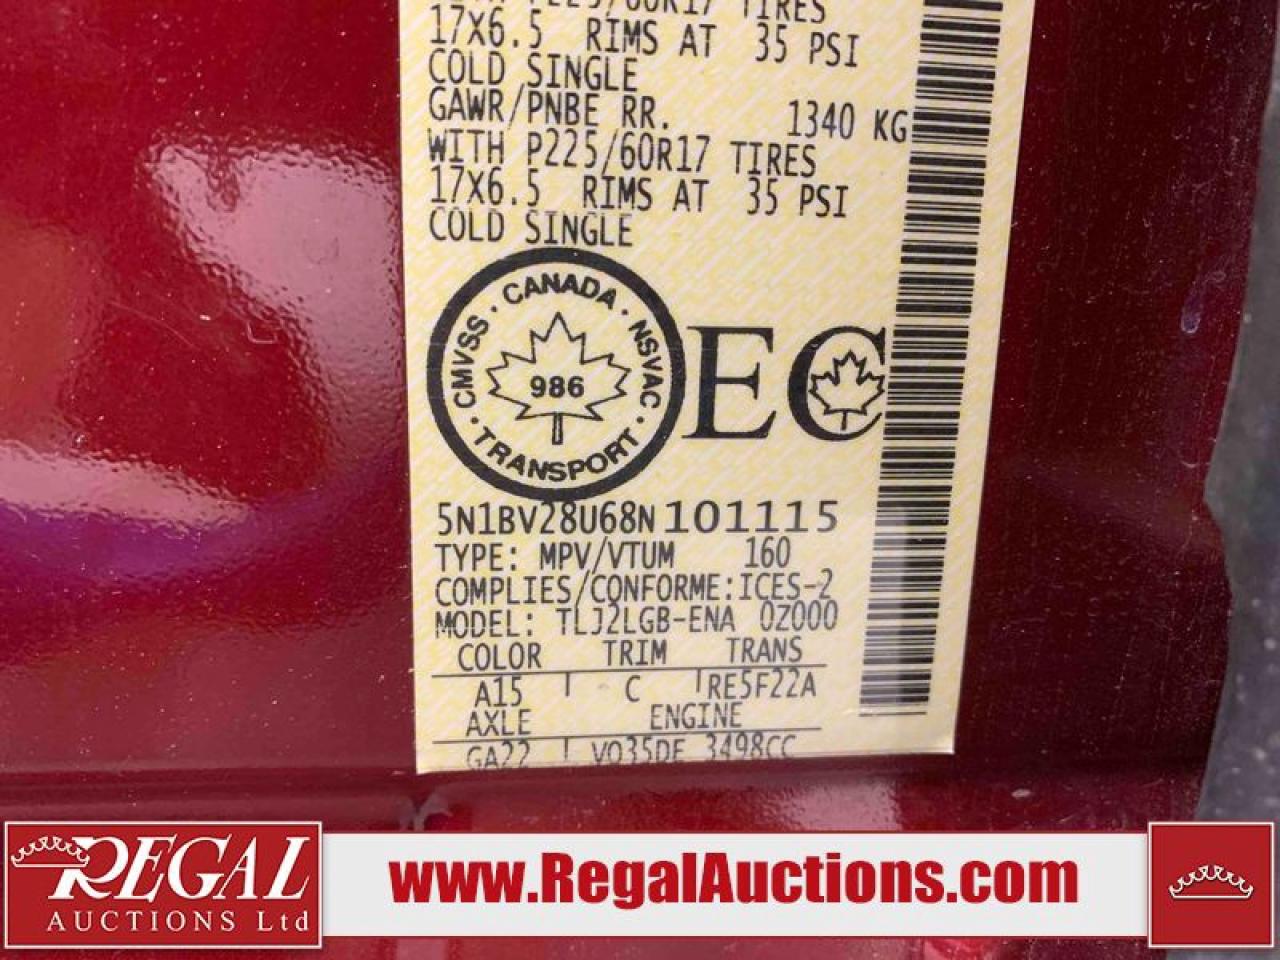 P225/60R17 TIRES
17X6.5 RIMS AT 35 PSI
COLD SINGLE
GAWR/PNBE RR. 1340 KG
WITH P225/60R17 TIRES
17X6.5 RIMS AT 35 PSI
COLD SINGLE
CANADA · NSVAC · TRANSPORT · CMVSS ·
986
EC
5N1BV28U68N101115
TYPE: MPV/VTUM 160
COMPLIES/CONFORME:ICES-2
MODEL: TLJ2LGB-ENA 0Z000
COLOR TRIM TRANS
A15 C RE5F22A
AXLE ENGINE
GA22 VQ35DE 3498CC
REGAL
AUCTIONS Ltd
www.RegalAuctions.com